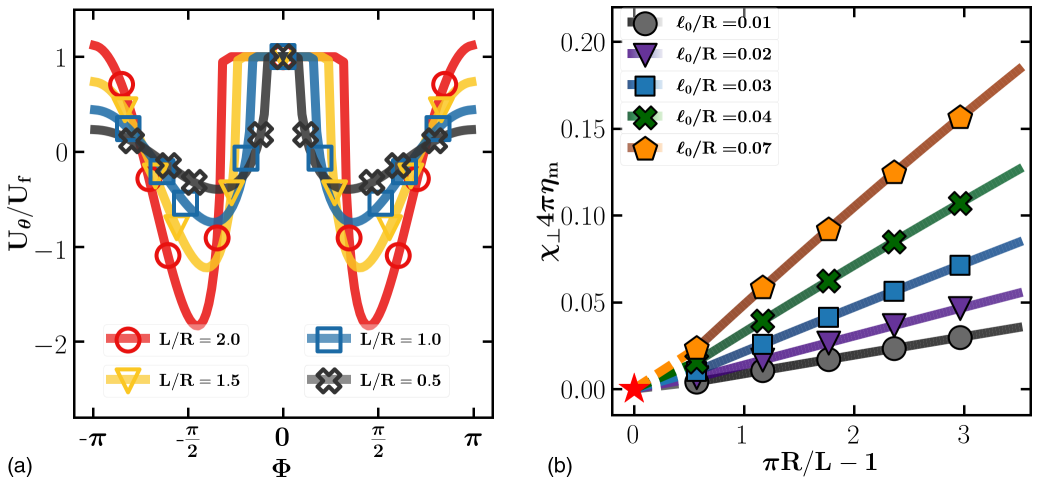 1
0
−1
−2
U_θ/U_f
L/R = 2.0
L/R = 1.5
L/R = 1.0
L/R = 0.5
-π
-π/2
0
π/2
π
Φ
(a)
0.20
0.15
0.10
0.05
0.00
χ_⊥4πη_m
ℓ_0/R =0.01
ℓ_0/R =0.02
ℓ_0/R =0.03
ℓ_0/R =0.04
ℓ_0/R =0.07
0
1
2
3
πR/L − 1
(b)